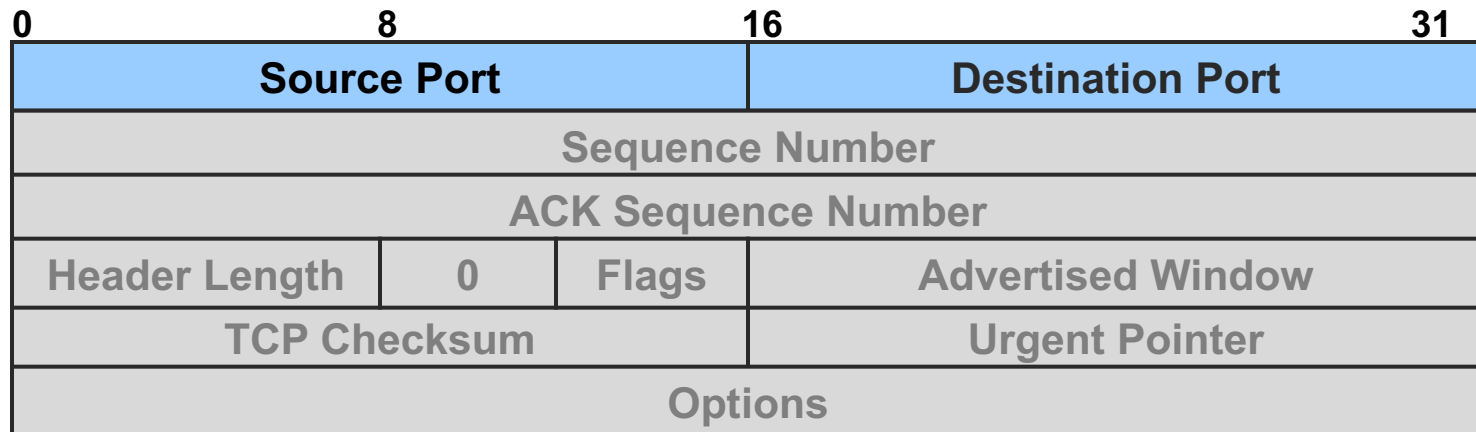 0 8 16 31
Source Port Destination Port
Sequence Number
ACK Sequence Number
Header Length 0 Flags Advertised Window
TCP Checksum Urgent Pointer
Options